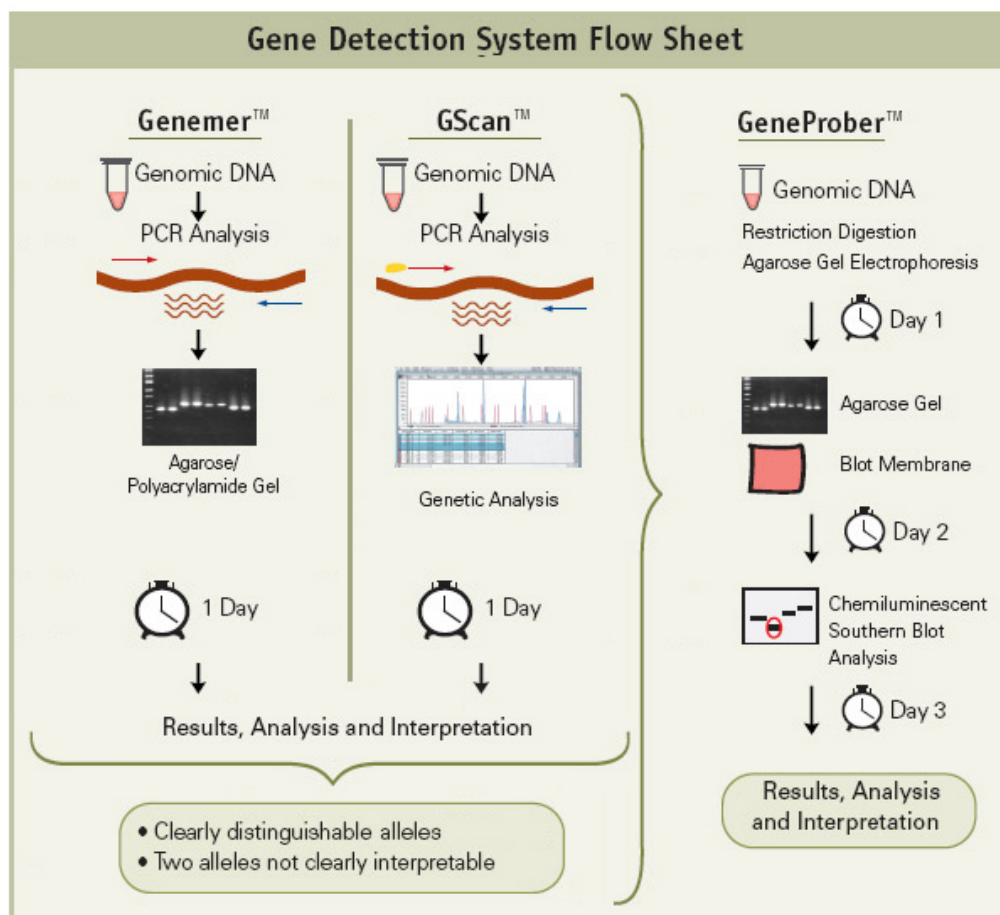 Gene Detection System Flow Sheet
Genemer™
Genomic DNA
PCR Analysis
Agarose/
Polyacrylamide Gel
1 Day
GScan™
Genomic DNA
PCR Analysis
Genetic Analysis
1 Day
Results, Analysis and Interpretation
• Clearly distinguishable alleles
• Two alleles not clearly interpretable
GeneProber™
Genomic DNA
Restriction Digestion
Agarose Gel Electrophoresis
Day 1
Agarose Gel
Blot Membrane
Day 2
Chemiluminescent
Southern Blot
Analysis
Day 3
Results, Analysis
and Interpretation